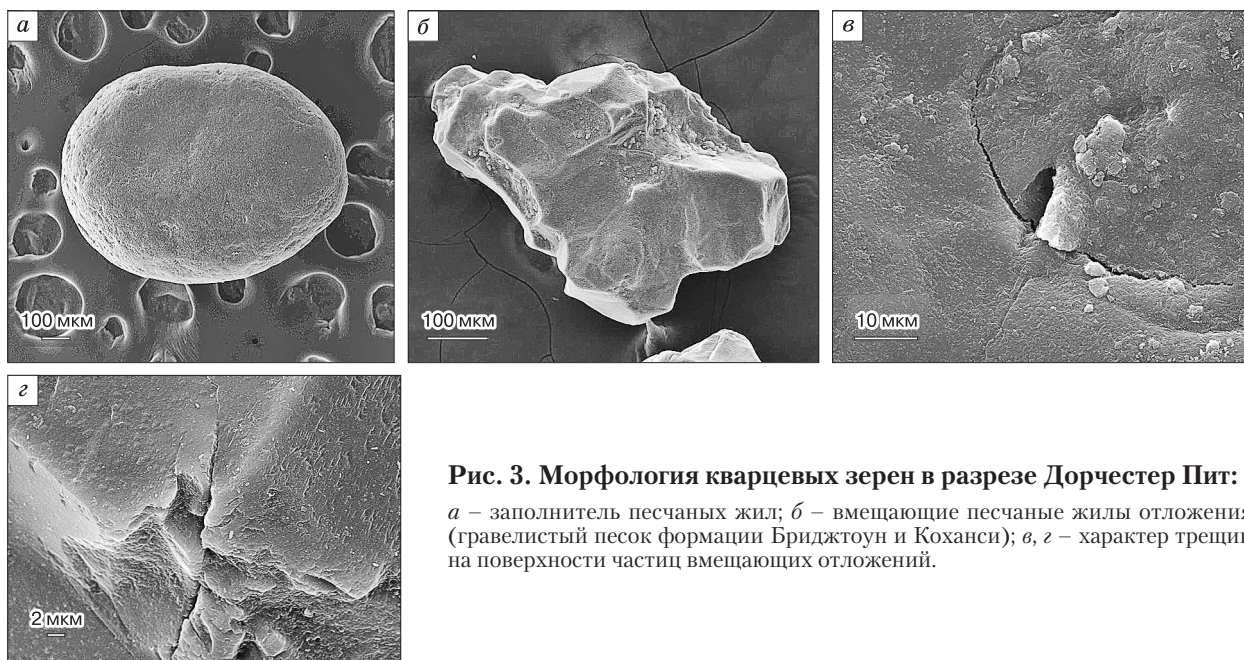 а
б
в
100 мкм
100 мкм
10 мкм
г
2 мкм
Рис. 3. Морфология кварцевых зерен в разрезе Дорчестер Пит:
а – заполнитель песчаных жил; б – вмещающие песчаные жилы отложения
(гравелистый песок формации Бриджтоун и Коханси); в, г – характер трещин
на поверхности частиц вмещающих отложений.